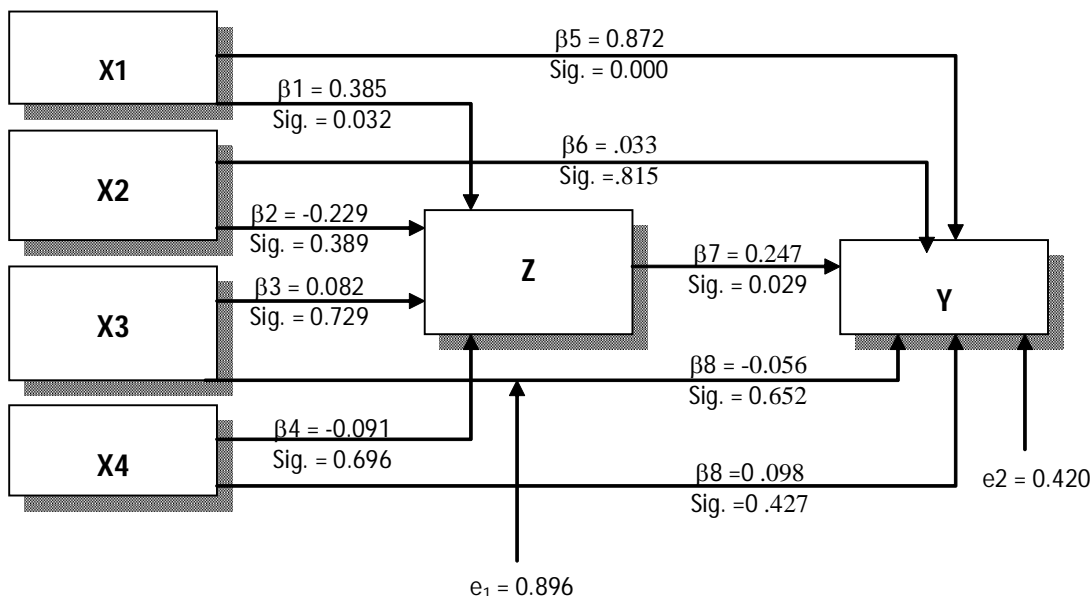 X1
β5 = 0.872
Sig. = 0.000
β1 = 0.385
Sig. = 0.032
X2
β6 = .033
Sig. =.815
β2 = -0.229
Sig. = 0.389
Z
β7 = 0.247
Sig. = 0.029
Y
X3
β3 = 0.082
Sig. = 0.729
β8 = -0.056
Sig. = 0.652
X4
β4 = -0.091
Sig. = 0.696
β8 =0 .098
Sig. =0 .427
e2 = 0.420
e₁ = 0.896